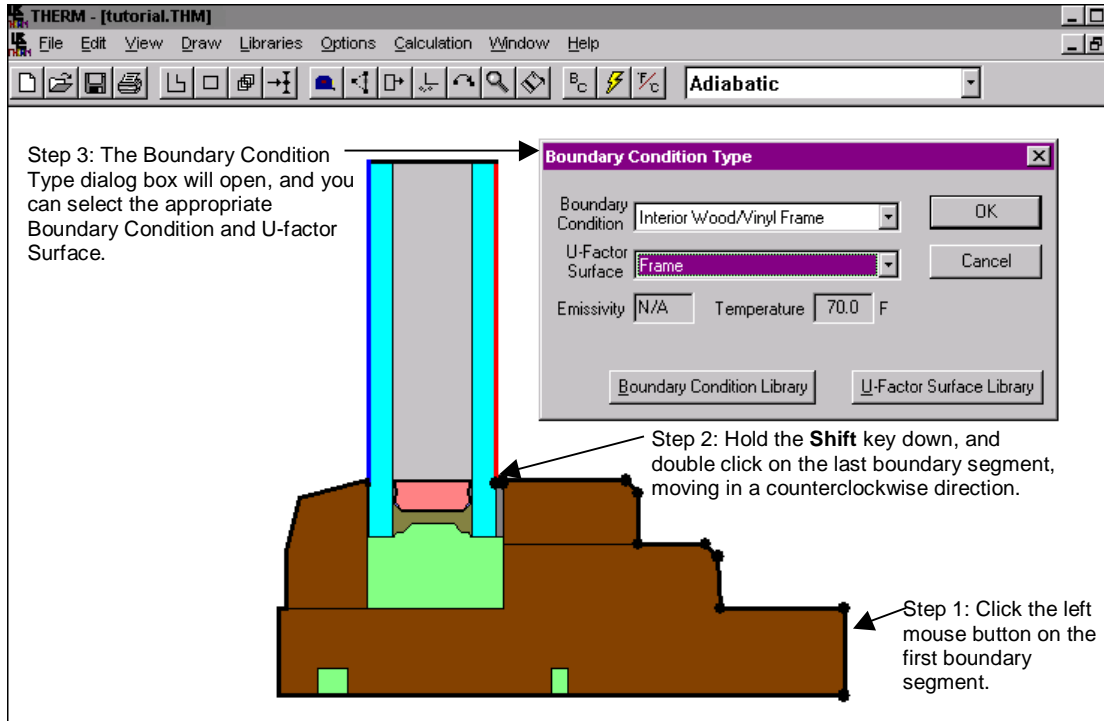 THERM - [tutorial.THM]
File Edit View Draw Libraries Options Calculation Window Help
BC °F/C Adiabatic
Step 3: The Boundary Condition
Type dialog box will open, and you
can select the appropriate
Boundary Condition and U-factor
Surface.
Boundary Condition Type
Boundary
Condition
Interior Wood/Vinyl Frame
OK
U-Factor
Surface
Frame
Cancel
Emissivity N/A Temperature 70.0 F
Boundary Condition Library U-Factor Surface Library
Step 2: Hold the Shift key down, and
double click on the last boundary segment,
moving in a counterclockwise direction.
Step 1: Click the left
mouse button on the
first boundary
segment.